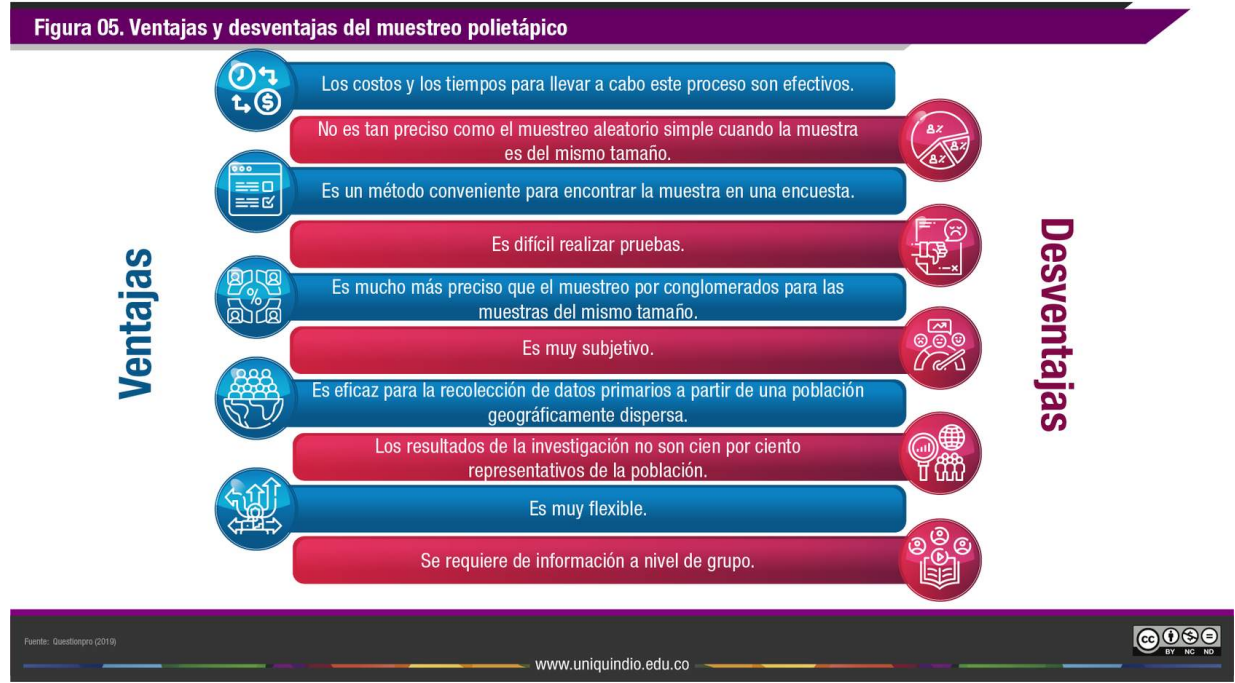 Figura 05. Ventajas y desventajas del muestreo polietápico
Los costos y los tiempos para llevar a cabo este proceso son efectivos.
No es tan preciso como el muestreo aleatorio simple cuando la muestra
es del mismo tamaño.
Es un método conveniente para encontrar la muestra en una encuesta.
Es difícil realizar pruebas.
Es mucho más preciso que el muestreo por conglomerados para las
muestras del mismo tamaño.
Es muy subjetivo.
Es eficaz para la recolección de datos primarios a partir de una población
geográficamente dispersa.
Los resultados de la investigación no son cien por ciento
representativos de la población.
Es muy flexible.
Se requiere de información a nivel de grupo.
Ventajas
Desventajas
Fuente: Questionpro (2019)
www.uniquindio.edu.co
cc
BY NC ND